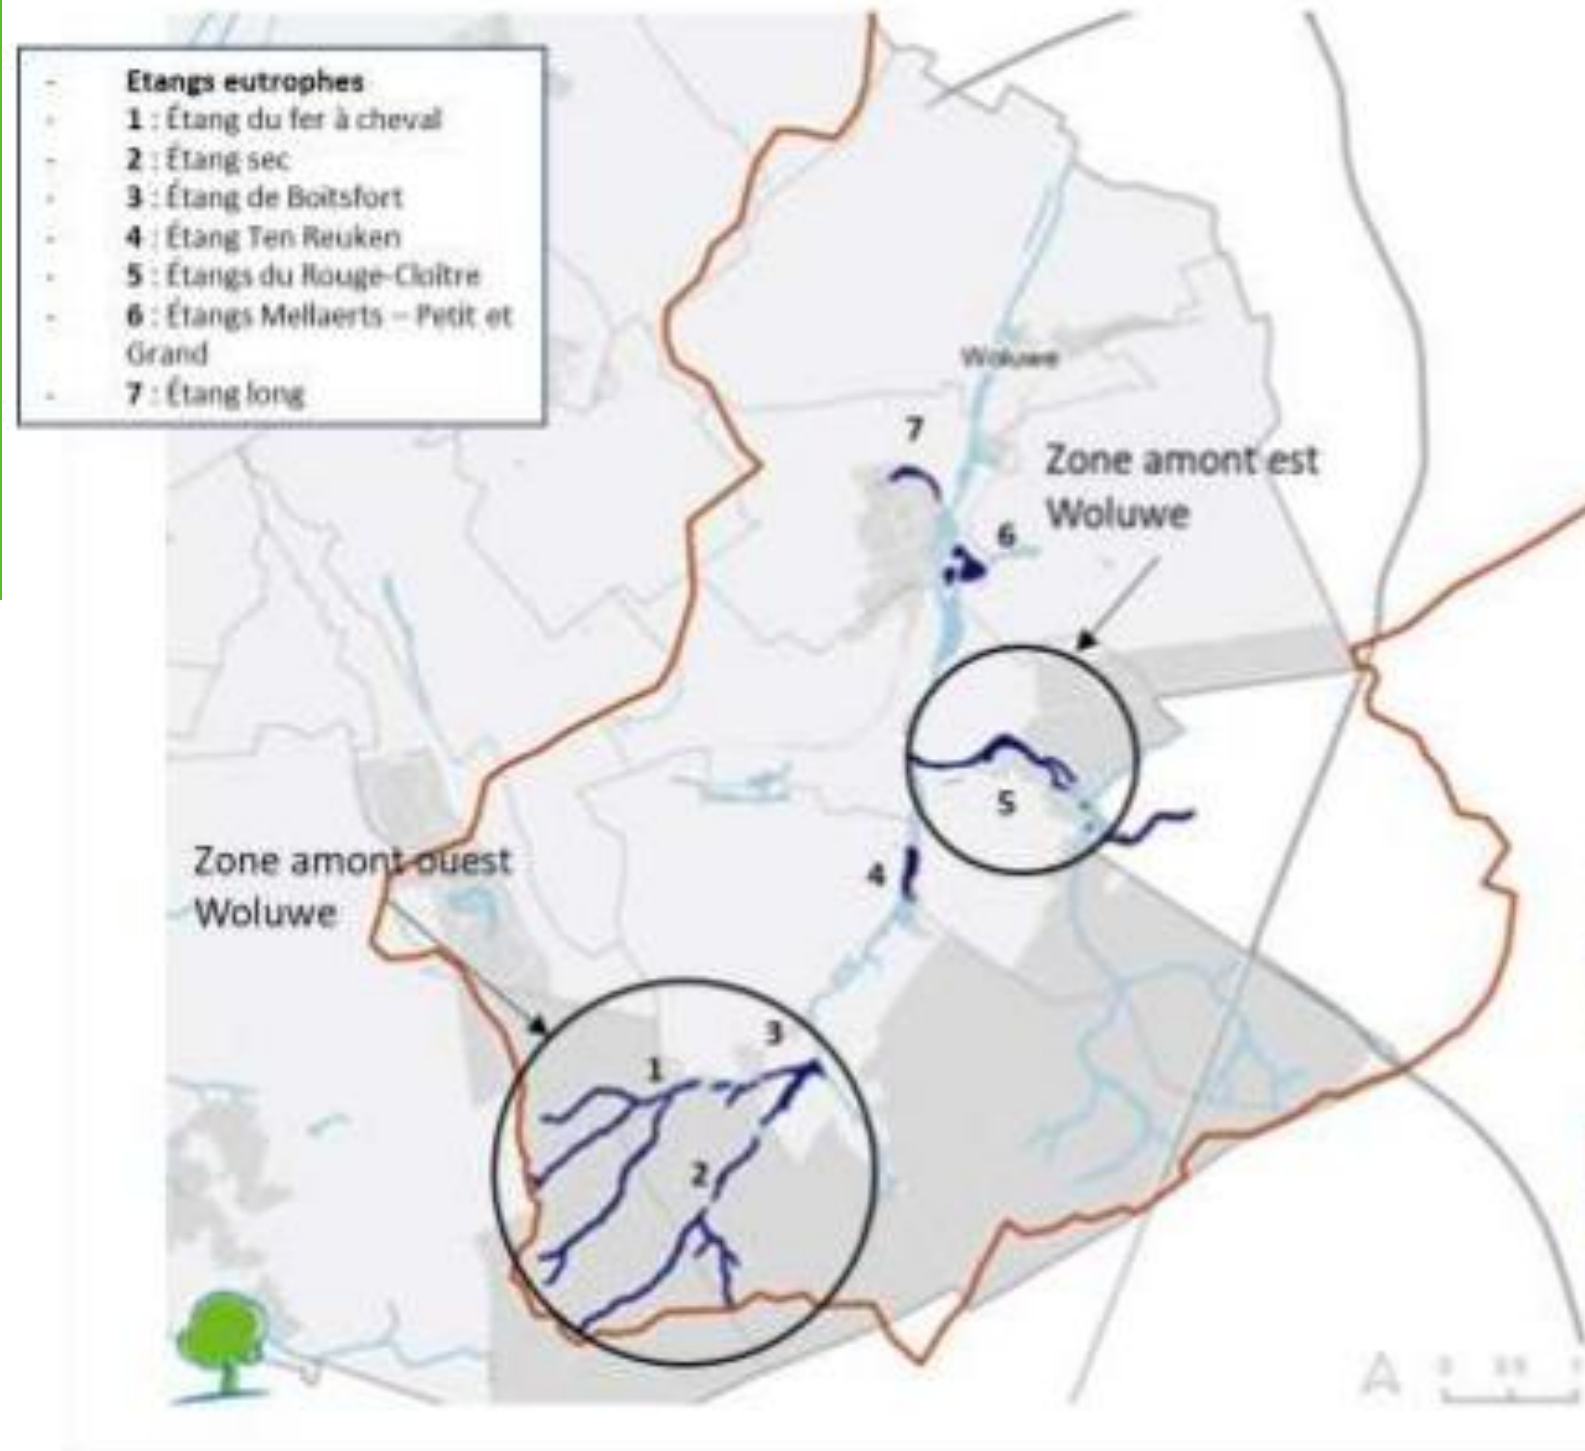 - Etangs eutrophes
- 1 : Étang du fer à cheval
- 2 : Étang sec
- 3 : Étang de Boitsfort
- 4 : Étang Ten Reuken
- 5 : Étangs du Rouge-Cloître
- 6 : Étangs Mellaerts – Petit et
Grand
- 7 : Étang long
Woluwe
7
Zone amont est
Woluwe
6
5
4
Zone amont ouest
Woluwe
3
1
2